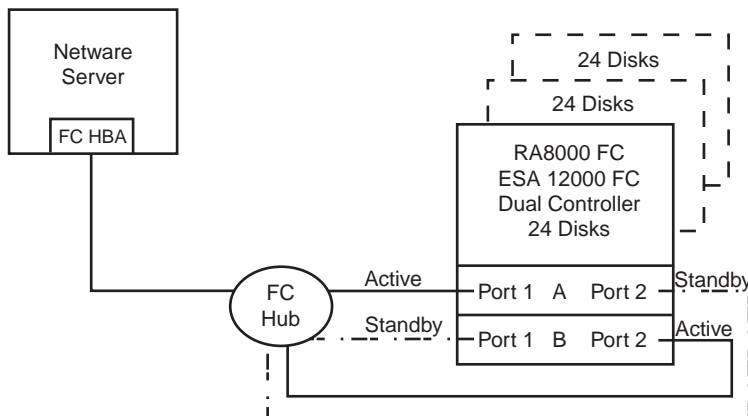 Netware
Server
FC HBA
24 Disks
24 Disks
RA8000 FC
ESA 12000 FC
Dual Controller
24 Disks
FC
Hub
Active
Port 1 A Port 2
Standby
Standby
Port 1 B Port 2
Active